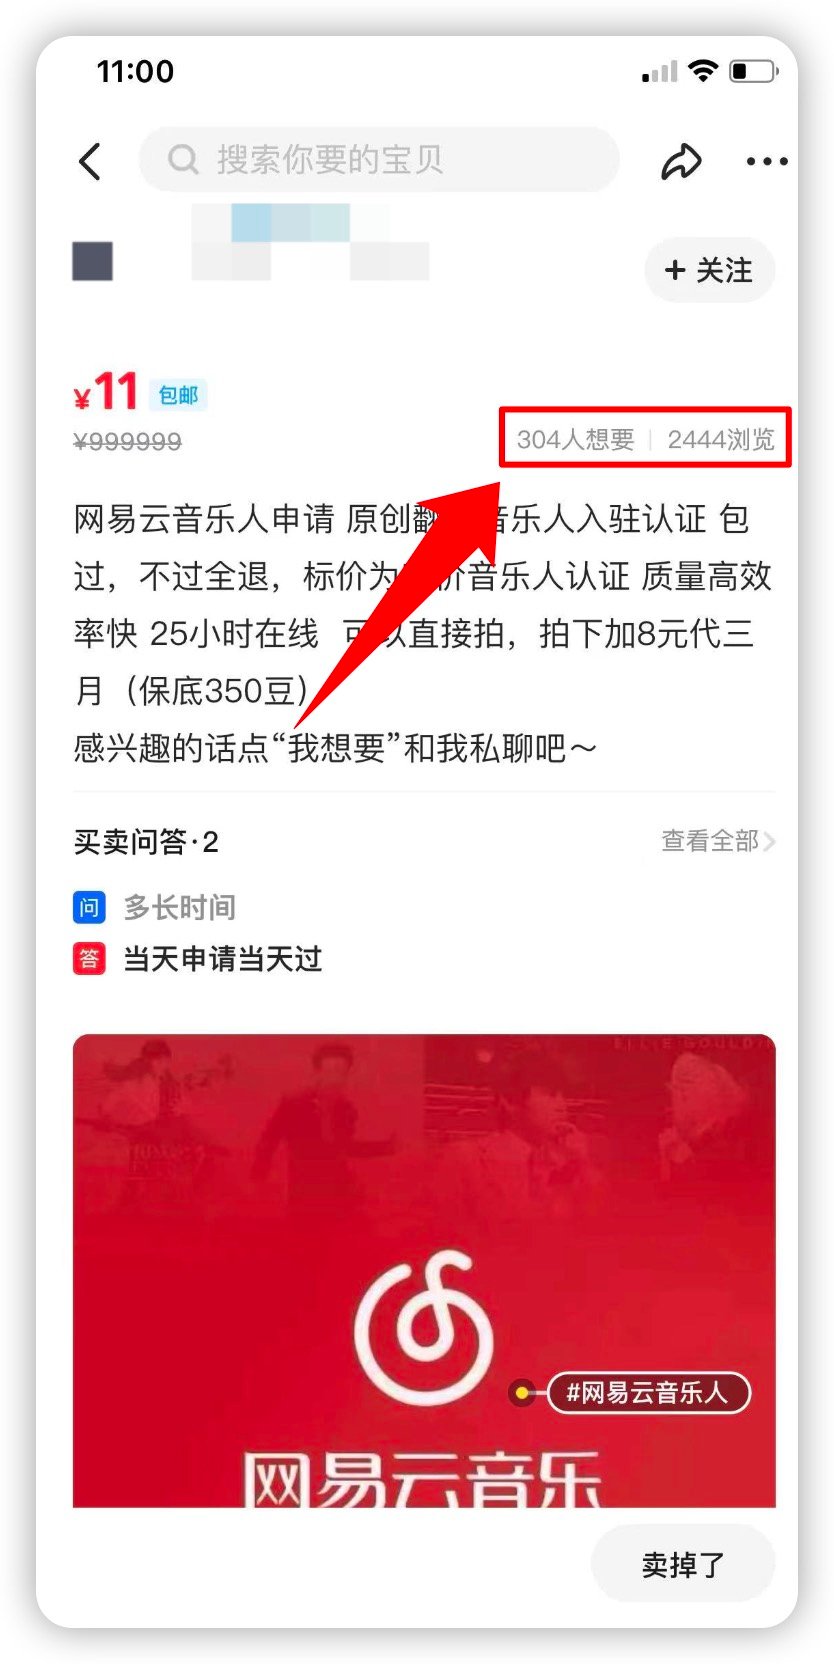 11:00
搜索你要的宝贝
+ 关注
¥11 包邮
¥999999
304人想要 | 2444浏览
网易云音乐人申请 原创翻 音乐人入驻认证 包
过，不过全退，标价为 价音乐人认证 质量高效
率快 25小时在线 可以直接拍，拍下加8元代三
月（保底350豆）
感兴趣的话点“我想要”和我私聊吧～
买卖问答·2
查看全部
问 多长时间
答 当天申请当天过
#网易云音乐人
网易云音乐
卖掉了